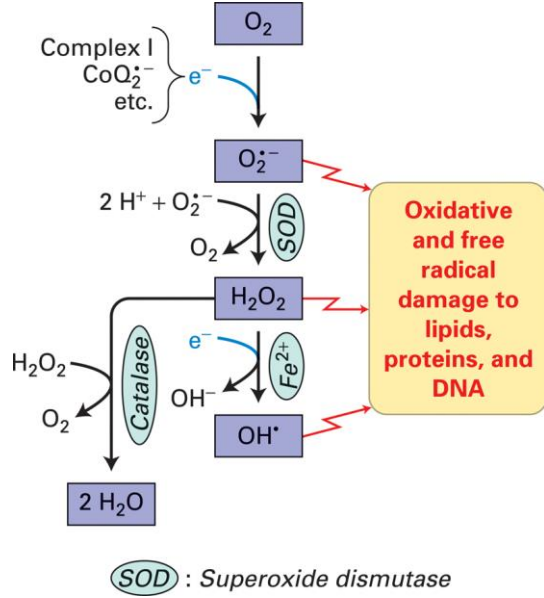 O₂
Complex I
CoQ₂•−
etc.
e−
O₂•−
2 H⁺ + O₂•−
O₂
SOD
H₂O₂
Oxidative
and free
radical
damage to
lipids,
proteins, and
DNA
H₂O₂
O₂
Catalase
e−
OH−
Fe²⁺
OH•
2 H₂O
SOD : Superoxide dismutase